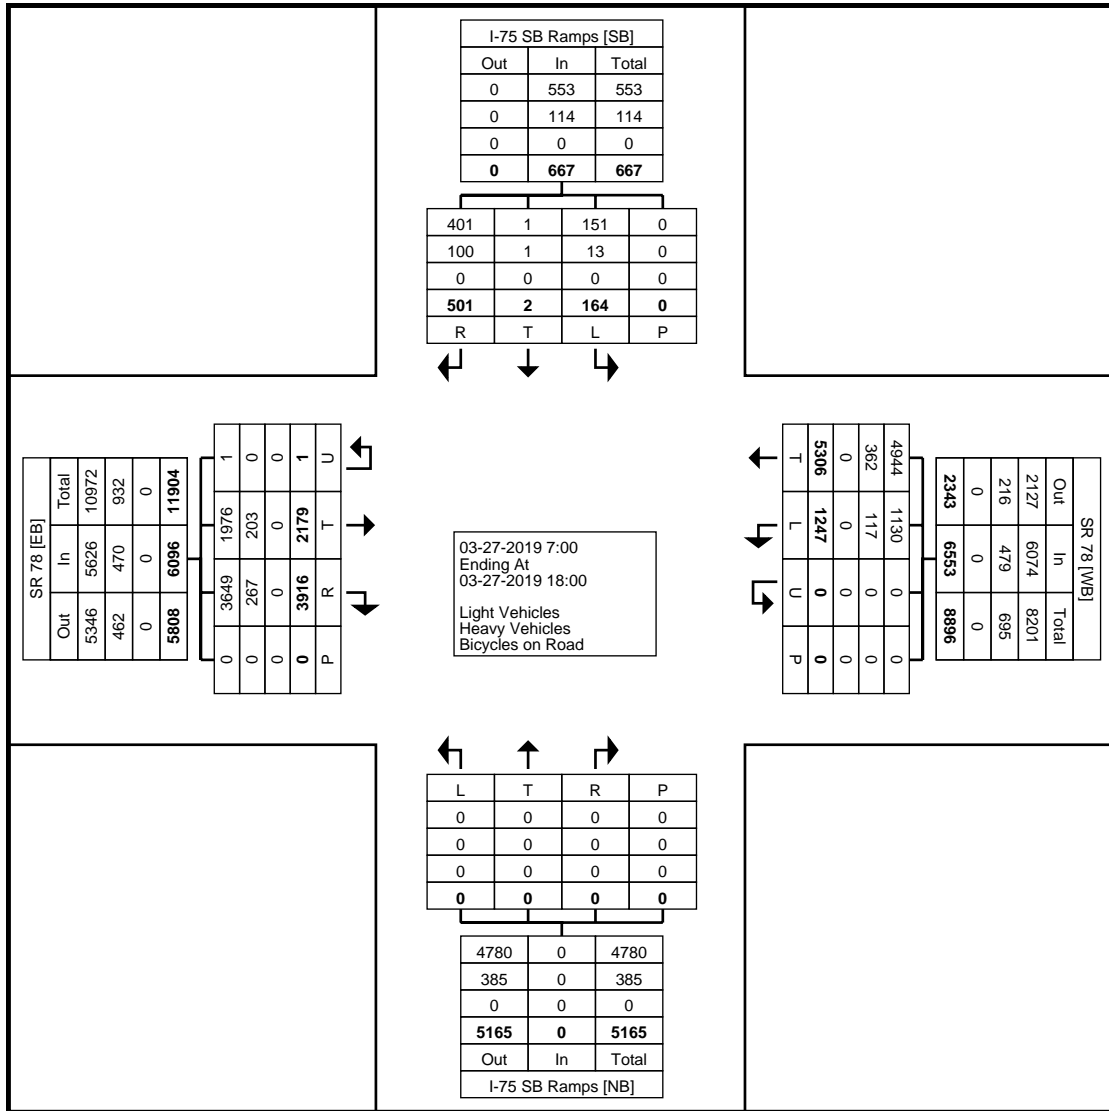 I-75 SB Ramps [SB]
Out In Total
0 553 553
0 114 114
0 0 0
0 667 667
401 1 151 0
100 1 13 0
0 0 0 0
501 2 164 0
R T L P
SR 78 [EB]
Out In Total
5346 5626 10972
462 470 932
0 0 0
5808 6096 11904
0 3649 1976 1
0 267 203 0
0 0 0 0
0 3916 2179 1
P R T U
03-27-2019 7:00
Ending At
03-27-2019 18:00
Light Vehicles
Heavy Vehicles
Bicycles on Road
SR 78 [WB]
Out In Total
2127 6074 8201
216 479 695
0 0 0
2343 6553 8896
4944 1130 0 0
362 117 0 0
0 0 0 0
5306 1247 0 0
T L U P
L T R P
0 0 0 0
0 0 0 0
0 0 0 0
0 0 0 0
4780 0 4780
385 0 385
0 0 0
5165 0 5165
Out In Total
I-75 SB Ramps [NB]